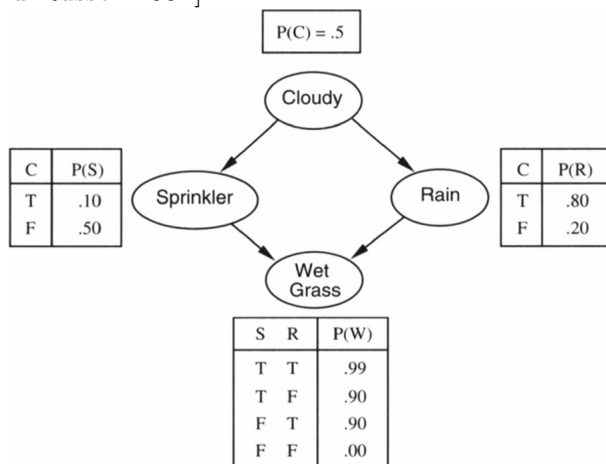 P(C) = .5
Cloudy
C P(S)
T .10
F .50
Sprinkler
Rain
C P(R)
T .80
F .20
Wet
Grass
S R P(W)
T T .99
T F .90
F T .90
F F .00